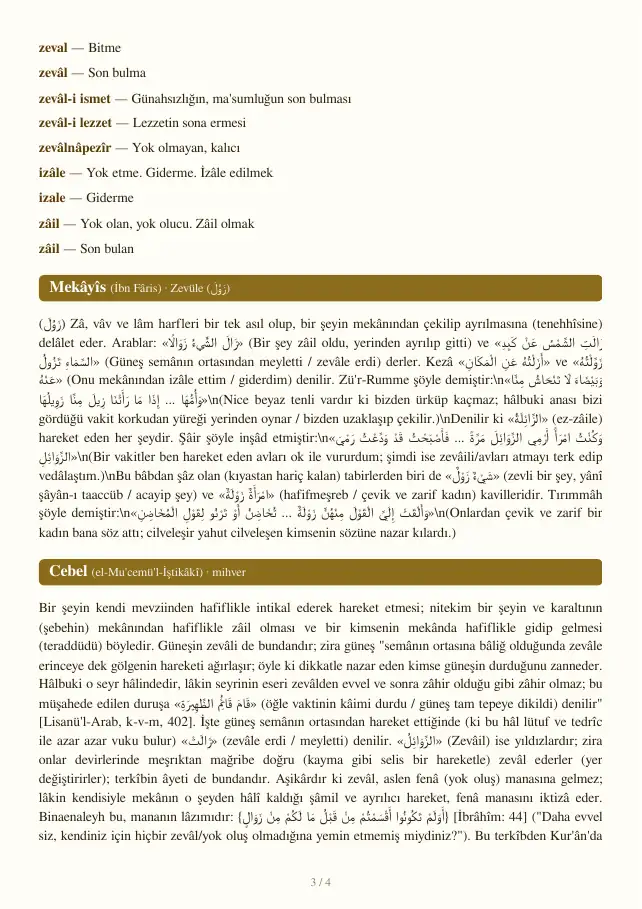 zeval — Bitme
zevâl — Son bulma
zevâl-i ismet — Günahsızlığın, ma'sumluğun son bulması
zevâl-i lezzet — Lezzetin sona ermesi
zevâlnâpezîr — Yok olmayan, kalıcı
izâle — Yok etme. Giderme. İzâle edilmek
izale — Giderme
zâil — Yok olan, yok olucu. Zâil olmak
zâil — Son bulan
Mekâyîs (İbn Fâris) · Zevüle (زَوُلَ)
(زَوُلَ) Zâ, vâv ve lâm harfleri bir tek asıl olup, bir şeyin mekânından çekilip ayrılmasına (tenehhîsine)
delâlet eder. Arablar: «زَالَ الشَّيْءُ زَوَالًا» (Bir şey zâil oldu, yerinden ayrılıp gitti) ve «زَالَتِ الشَّمْسُ عَنْ كَبِدِ
السَّمَاءِ تَزُولُ» (Güneş semânın ortasından meyletti / zevâle erdi) derler. Kezâ «أَزَلْتُهُ عَنِ الْمَكَانِ» ve «زَوَّلْتُهُ
عَنْهُ» (Onu mekânından izâle ettim / giderdim) denilir. Zü'r-Rumme şöyle demiştir:\n«وَبَيْضَاءَ لَا تَنْحَاشُ مِنَّا
وَأُمُّهَا ... إِذَا مَا رَأَتْنَا زِيلَ مِنَّا زَوِيلُهَا»\n(Nice beyaz tenli vardır ki bizden ürküp kaçmaz; hâlbuki anası bizi
gördüğü vakit korkudan yüreği yerinden oynar / bizden uzaklaşıp çekilir.)\nDenilir ki «الزَّائِلَةُ» (ez-zâile)
hareket eden her şeydir. Şâir şöyle inşâd etmiştir:\n«وَكُنْتُ امْرَأً أَرْمِي الزَّوَائِلَ مَرَّةً ... فَأَصْبَحْتُ قَدْ وَدَّعْتُ رَمْيَ
الزَّوَائِلِ»\n(Bir vakitler ben hareket eden avları ok ile vururdum; şimdi ise zevâili/avları atmayı terk edip
vedâlaştım.)\nBu bâbdan şâz olan (kıyastan hariç kalan) tabirlerden biri de «شَيْءٌ زَوْلٌ» (zevli bir şey, yânî
şâyân-ı taaccüb / acayip şey) ve «امْرَأَةٌ زَوْلَةٌ» (hafifmeşreb / çevik ve zarif kadın) kavilleridir. Tırımmâh
şöyle demiştir:\n«وَأَلْقَتْ إِلَيَّ الْقَوْلَ مِنْهُنَّ زَوْلَةٌ ... تُخَاضِنُ أَوْ تَرْنُو لِقَوْلِ الْمُخَاضِنِ»\n(Onlardan çevik ve zarif bir
kadın bana söz attı; cilveleşir yahut cilveleşen kimsenin sözüne nazar kılardı.)
Cebel (el-Mu'cemü'l-İştikâkî) · mihver
Bir şeyin kendi mevziinden hafiflikle intikal ederek hareket etmesi; nitekim bir şeyin ve karaltının
(şebehin) mekânından hafiflikle zâil olması ve bir kimsenin mekânda hafiflikle gidip gelmesi
(teraddüdü) böyledir. Güneşin zevâli de bundandır; zira güneş "semânın ortasına bâliğ olduğunda zevâle
erinceye dek gölgenin hareketi ağırlaşır; öyle ki dikkatle nazar eden kimse güneşin durduğunu zanneder.
Hâlbuki o seyr hâlindedir, lâkin seyrinin eseri zevâlden evvel ve sonra zâhir olduğu gibi zâhir olmaz; bu
müşahede edilen duruşa «قَامَ قَائِمُ الظَّهِيرَةِ» (öğle vaktinin kâimi durdu / güneş tam tepeye dikildi) denilir"
[Lisanü'l-Arab, k-v-m, 402]. İşte güneş semânın ortasından hareket ettiğinde (ki bu hâl lütuf ve tedrîc
ile azar azar vuku bulur) «زَالَتْ» (zevâle erdi / meyletti) denilir. «الزَّوَائِلُ» (Zevâil) ise yıldızlardır; zira
onlar devirlerinde meşrıktan mağribe doğru (kayma gibi selis bir hareketle) zevâl ederler (yer
değiştirirler); terkîbin âyeti de bundandır. Aşikârdır ki zevâl, aslen fenâ (yok oluş) manasına gelmez;
lâkin kendisiyle mekânın o şeyden hâlî kaldığı şâmil ve ayrılıcı hareket, fenâ manasını iktizâ eder.
Binaenaleyh bu, mananın lâzımıdır: {أَوَلَمْ تَكُونُوا أَقْسَمْتُمْ مِنْ قَبْلُ مَا لَكُمْ مِنْ زَوَالٍ} [İbrâhîm: 44] ("Daha evvel
siz, kendiniz için hiçbir zevâl/yok oluş olmadığına yemin etmemiş miydiniz?"). Bu terkîbden Kur'ân'da
3 / 4